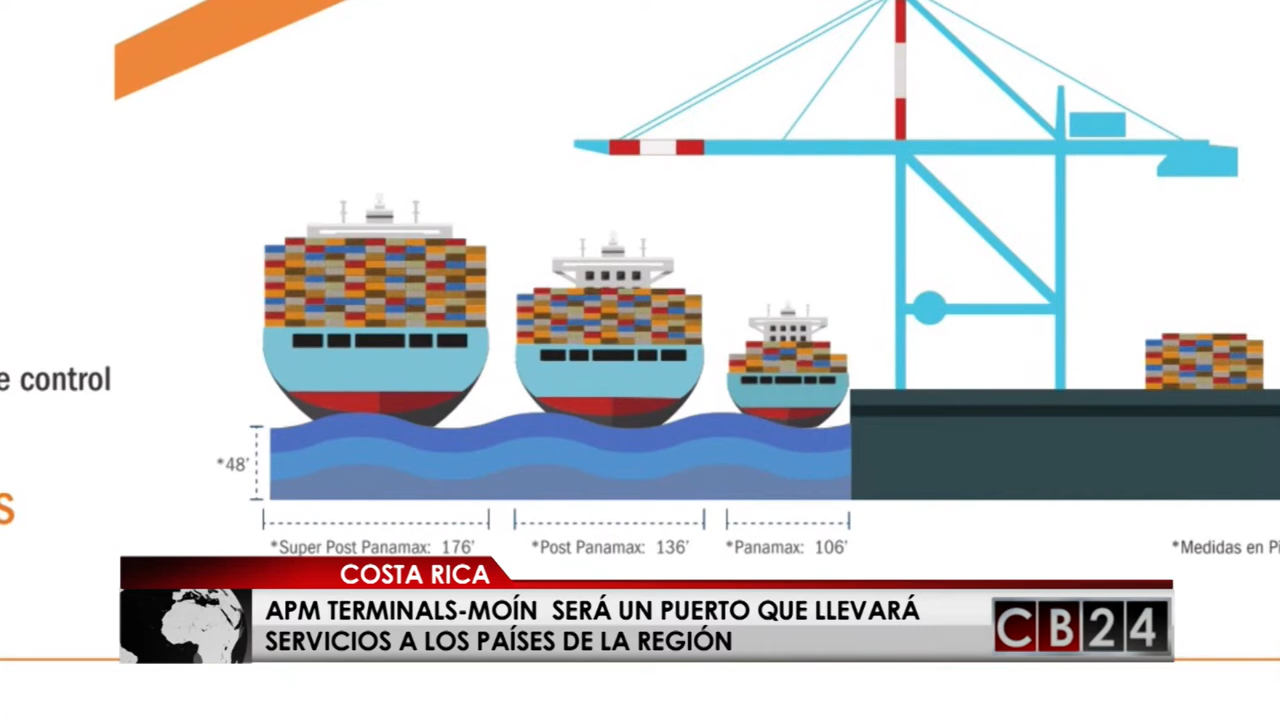 e control
*48'
S
*Super Post Panamax: 176'
*Post Panamax: 136'
*Panamax: 106'
*Medidas en Pi
COSTA RICA
APM TERMINALS-MOÍN SERÁ UN PUERTO QUE LLEVARÁ
SERVICIOS A LOS PAÍSES DE LA REGIÓN
CB24